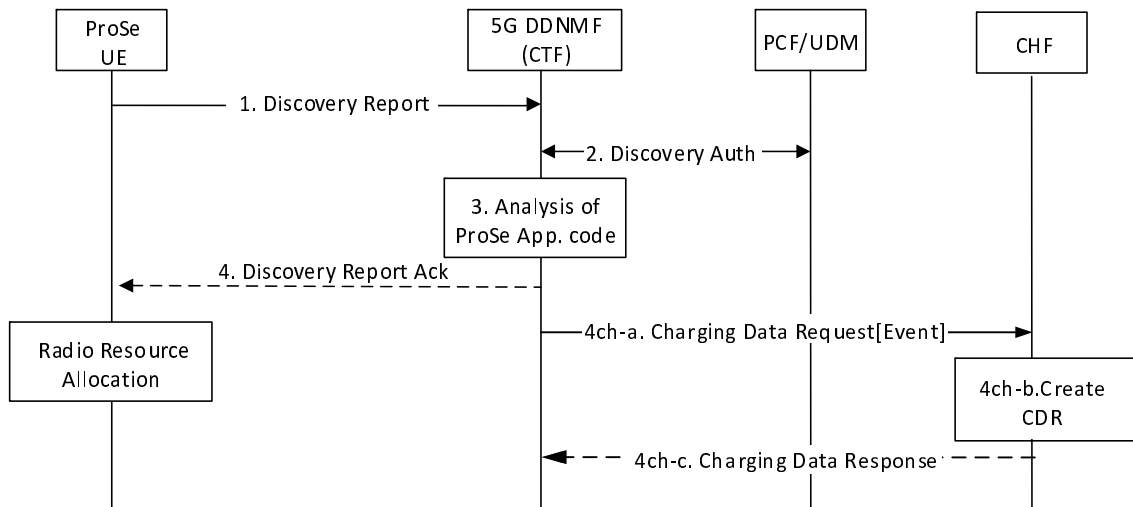 ProSe
UE
5G DDNMF
(CTF)
PCF/UDM
CHF
1. Discovery Report
2. Discovery Auth
3. Analysis of
ProSe App. code
4. Discovery Report Ack
4ch-a. Charging Data Request[Event]
Radio Resource
Allocation
4ch-b.Create
CDR
4ch-c. Charging Data Response